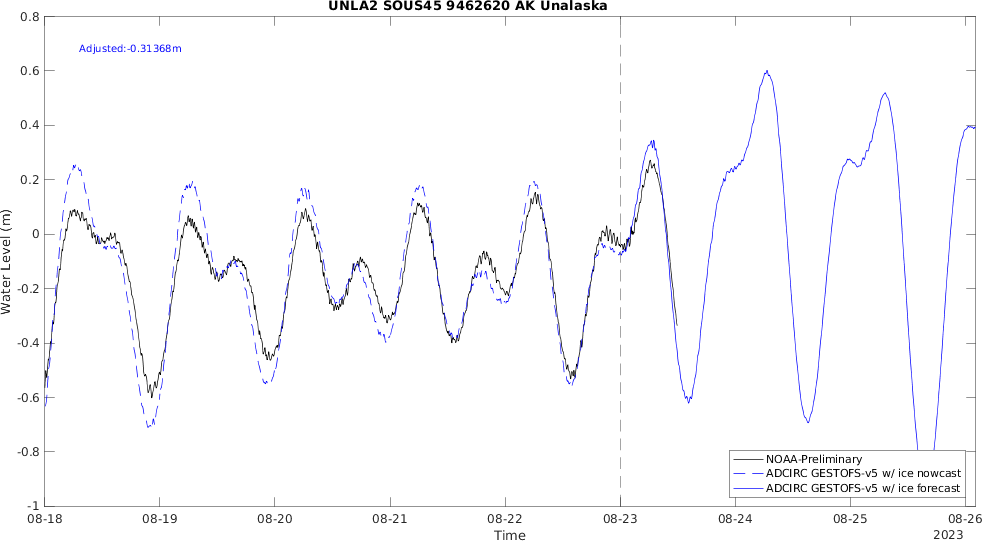 UNLA2 SOUS45 9462620 AK Unalaska
Adjusted:-0.31368m
0.8
0.6
0.4
0.2
0
-0.2
-0.4
-0.6
-0.8
-1
Water Level (m)
NOAA-Preliminary
ADCIRC GESTOFS-v5 w/ ice nowcast
ADCIRC GESTOFS-v5 w/ ice forecast
08-18 08-19 08-20 08-21 08-22 08-23 08-24 08-25 08-26
Time
2023